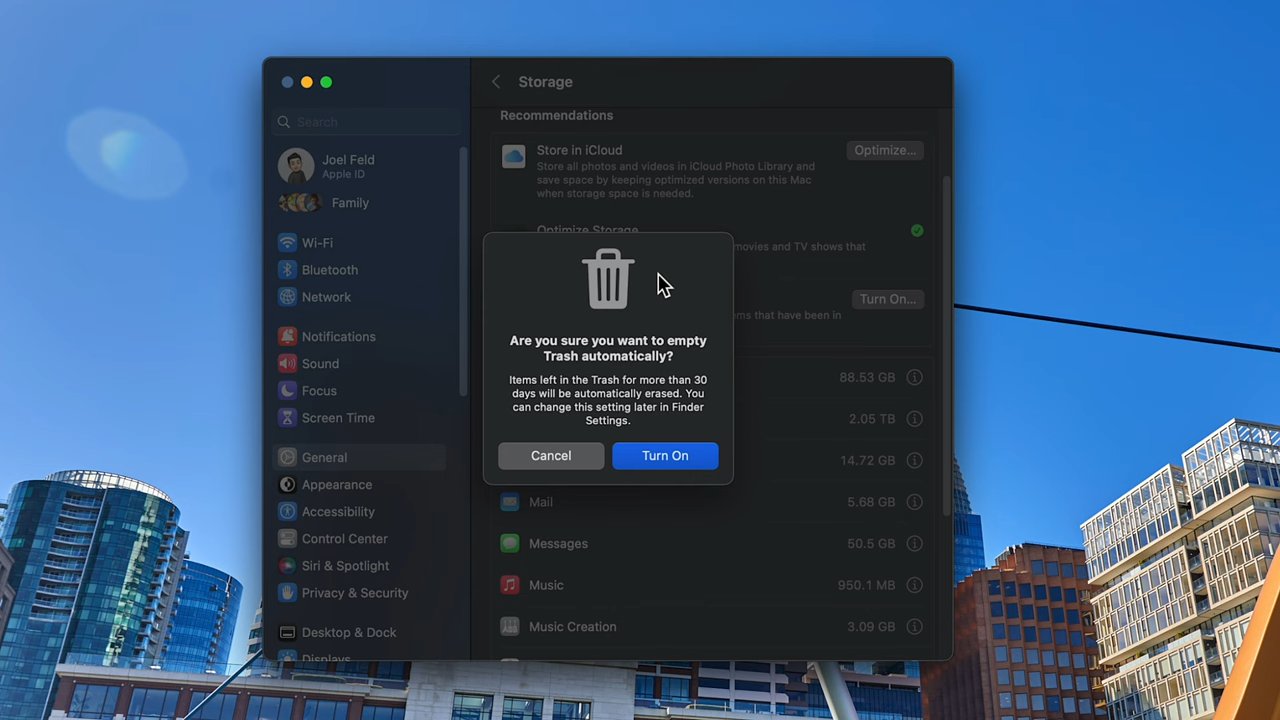 Storage
Search
Joel Feld
Apple ID
Family
Wi-Fi
Bluetooth
Network
Notifications
Sound
Focus
Screen Time
General
Appearance
Accessibility
Control Center
Siri & Spotlight
Privacy & Security
Desktop & Dock
Displays
Recommendations
Store in iCloud
Optimize...
Store all photos and videos in iCloud Photo Library and
save space by keeping optimized versions on this Mac
when storage space is needed.
Optimize Storage
movies and TV shows that
Turn On...
that have been in
Are you sure you want to empty
Trash automatically?
Items left in the Trash for more than 30
days will be automatically erased. You
can change this setting later in Finder
Settings.
Cancel
Turn On
88.53 GB
2.05 TB
14.72 GB
Mail 5.68 GB
Messages 50.5 GB
Music 950.1 MB
Music Creation 3.09 GB